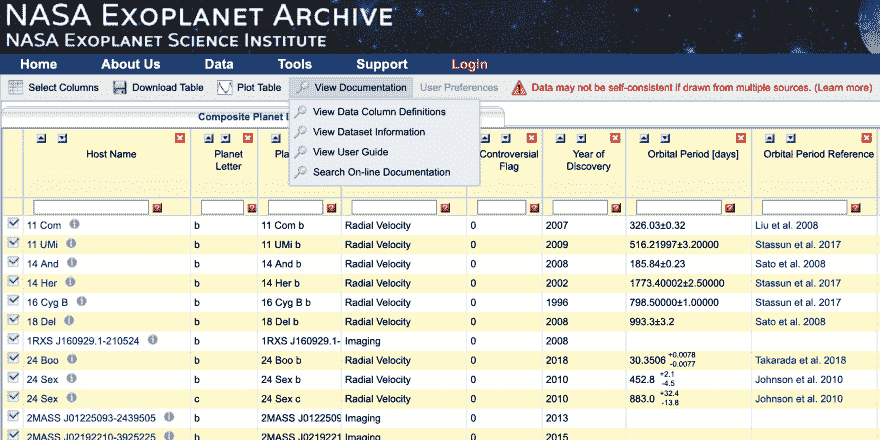 NASA EXOPLANET ARCHIVE
NASA EXOPLANET SCIENCE INSTITUTE
Home About Us Data Tools Support Login
Select Columns Download Table Plot Table View Documentation User Preferences Data may not be self-consistent if drawn from multiple sources. (Learn more)
View Data Column Definitions
View Dataset Information
View User Guide
Search On-line Documentation
Composite Planet
Host Name Planet Letter Controversial Flag Year of Discovery Orbital Period [days] Orbital Period Reference
11 Com b 11 Com b Radial Velocity 0 2007 326.03±0.32 Liu et al. 2008
11 UMi b 11 UMi b Radial Velocity 0 2009 516.21997±3.20000 Stassun et al. 2017
14 And b 14 And b Radial Velocity 0 2008 185.84±0.23 Sato et al. 2008
14 Her b 14 Her b Radial Velocity 0 2002 1773.40002±2.50000 Stassun et al. 2017
16 Cyg B b 16 Cyg B b Radial Velocity 0 1996 798.50000±1.00000 Stassun et al. 2017
18 Del b 18 Del b Radial Velocity 0 2008 993.3±3.2 Sato et al. 2008
1RXS J160929.1-210524 b 1RXS J160929.1- Imaging 0 2008
24 Boo b 24 Boo b Radial Velocity 0 2018 30.3506 +0.0078 -0.0077 Takarada et al. 2018
24 Sex b 24 Sex b Radial Velocity 0 2010 452.8 +2.1 -4.5 Johnson et al. 2010
24 Sex c 24 Sex c Radial Velocity 0 2010 883.0 +32.4 -13.8 Johnson et al. 2010
2MASS J01225093-2439505 b 2MASS J0122509 Imaging 0 2013
2MASS J02192210-3925225 b 2MASS J0219221 Imaging 0 2015